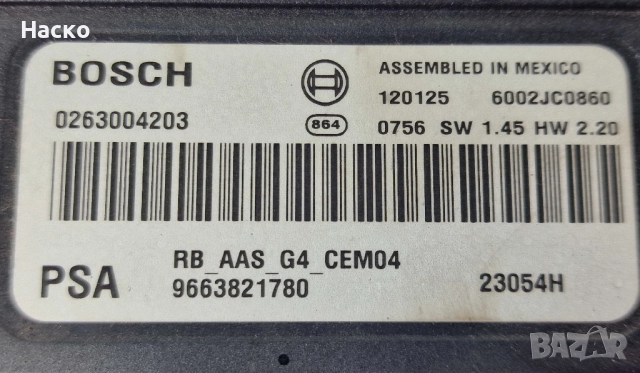 Наско
BOSCH
ASSEMBLED IN MEXICO
120125 6002JC0860
0263004203
864
0756 SW 1.45 HW 2.20
RB_AAS_G4_CEM04
PSA
9663821780
23054H
BAZAR